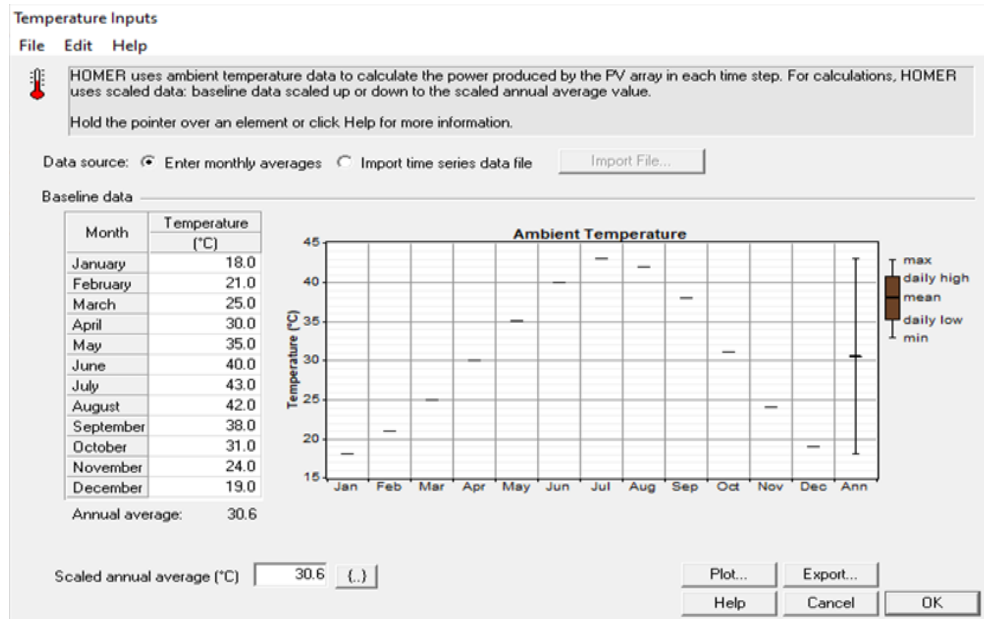 Temperature Inputs
File Edit Help
HOMER uses ambient temperature data to calculate the power produced by the PV array in each time step. For calculations, HOMER
uses scaled data: baseline data scaled up or down to the scaled annual average value.
Hold the pointer over an element or click Help for more information.
Data source: Enter monthly averages Import time series data file Import File...
Baseline data
Month Temperature
(°C)
January 18.0
February 21.0
March 25.0
April 30.0
May 35.0
June 40.0
July 43.0
August 42.0
September 38.0
October 31.0
November 24.0
December 19.0
Annual average: 30.6
Ambient Temperature
Temperature (°C)
45
40
35
30
25
20
15
Jan Feb Mar Apr May Jun Jul Aug Sep Oct Nov Dec Ann
max
daily high
mean
daily low
min
Scaled annual average (°C) 30.6 {..}
Plot... Export...
Help Cancel OK